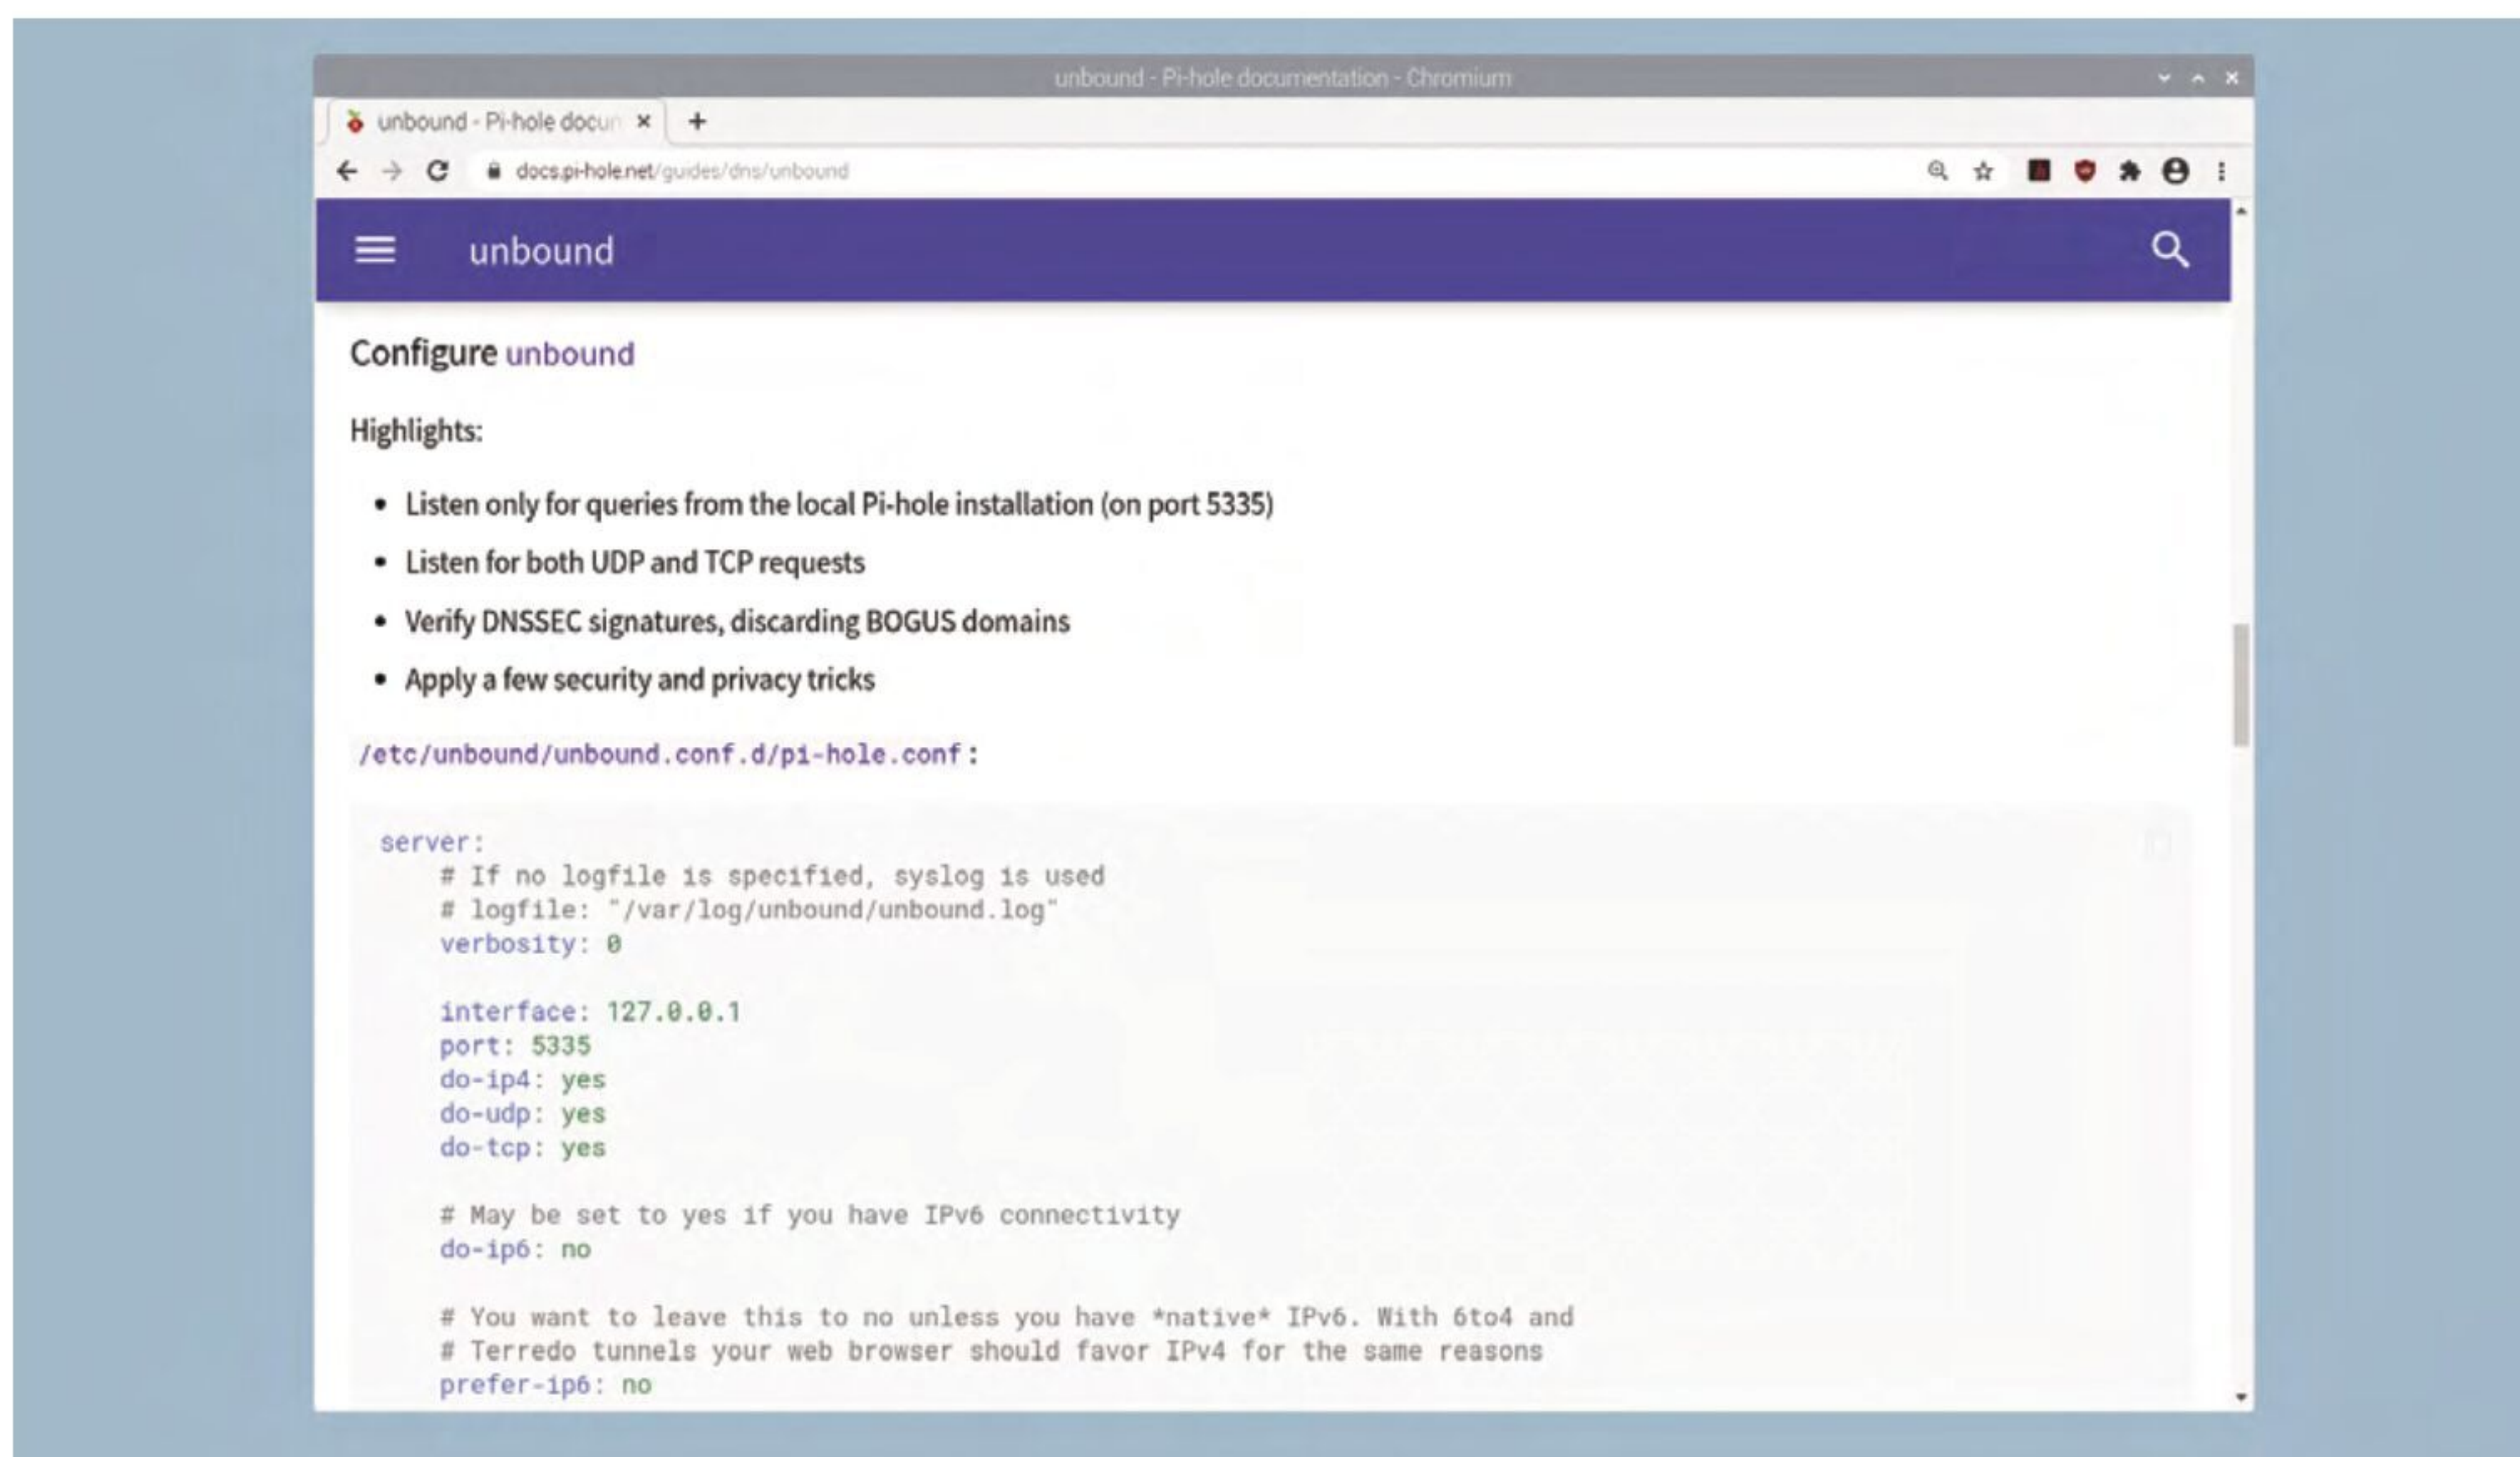 unbound - Pi-hole documentation - Chromium
unbound - Pi-hole docun
docs.pi-hole.net/guides/dns/unbound
unbound
Configure unbound
Highlights:
• Listen only for queries from the local Pi-hole installation (on port 5335)
• Listen for both UDP and TCP requests
• Verify DNSSEC signatures, discarding BOGUS domains
• Apply a few security and privacy tricks
/etc/unbound/unbound.conf.d/pi-hole.conf:
server:
# If no logfile is specified, syslog is used
# logfile: "/var/log/unbound/unbound.log"
verbosity: 0
interface: 127.0.0.1
port: 5335
do-ip4: yes
do-udp: yes
do-tcp: yes
# May be set to yes if you have IPv6 connectivity
do-ip6: no
# You want to leave this to no unless you have *native* IPv6. With 6to4 and
# Terredo tunnels your web browser should favor IPv4 for the same reasons
prefer-ip6: no